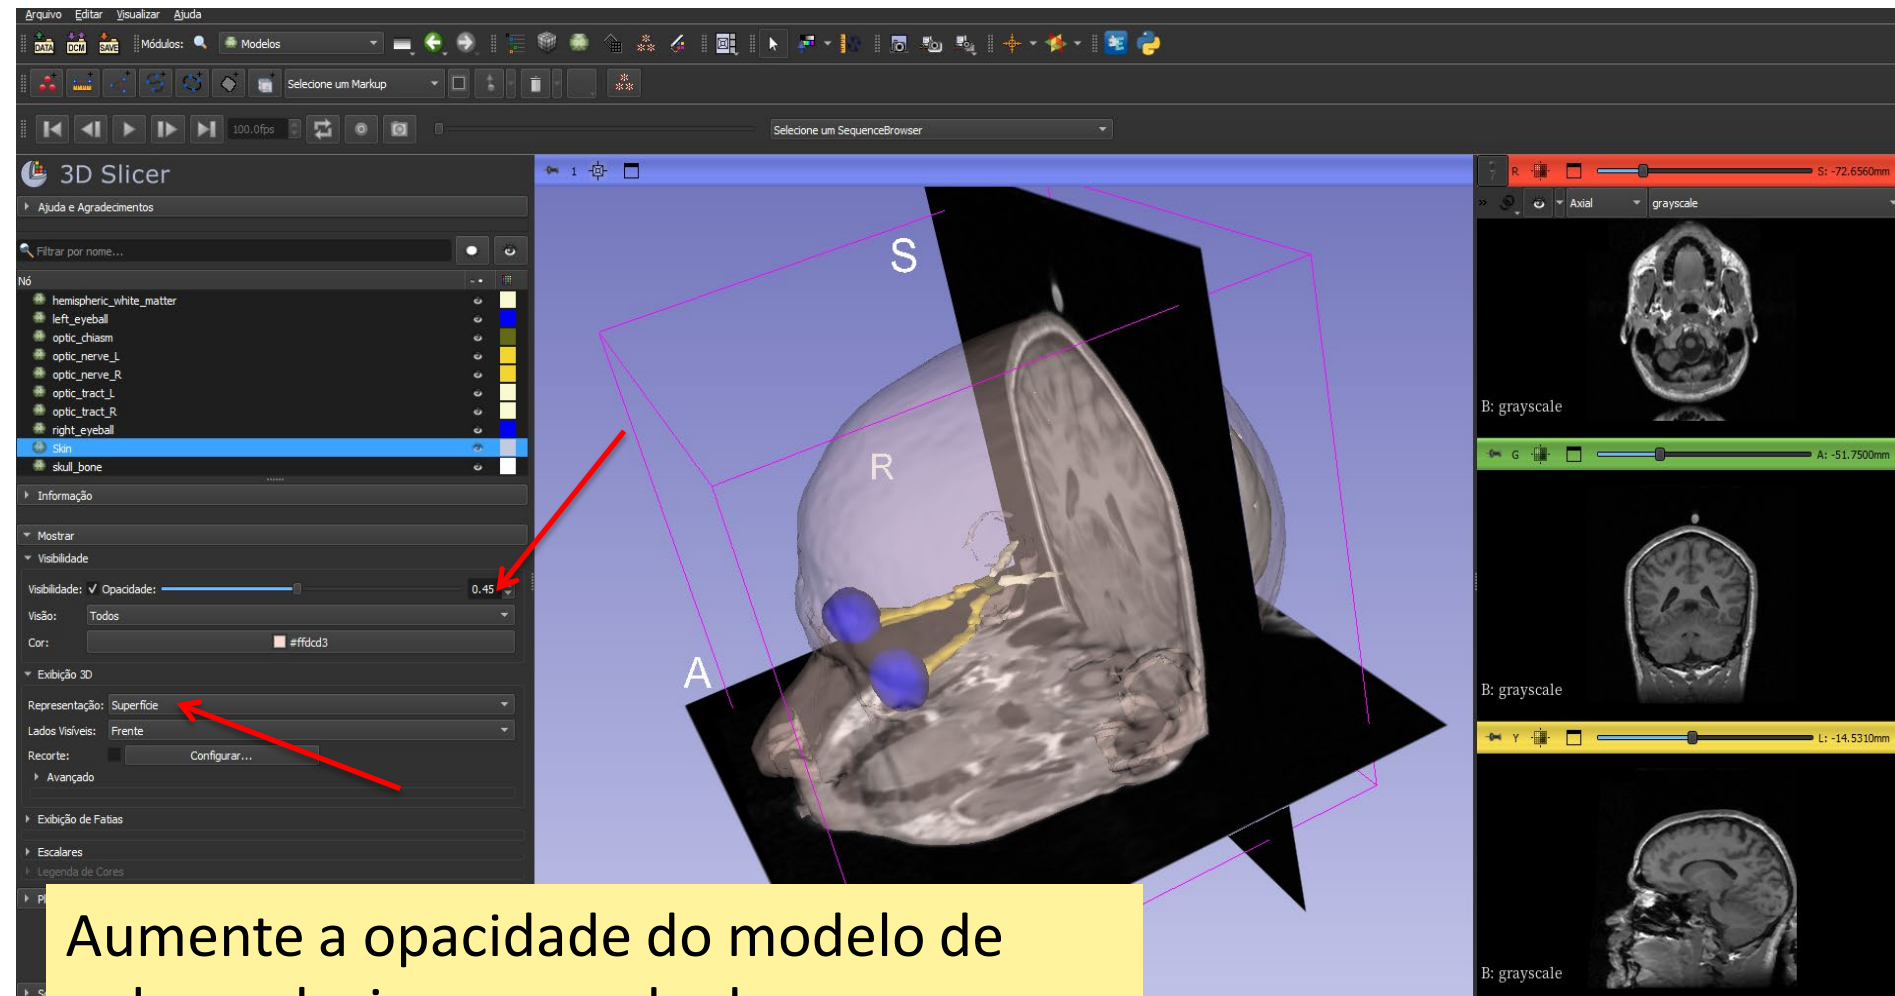 Arquivo Editar Visualizar Ajuda
DATA DCM SAVE Módulos: Modelos
Selecione um Markup
100.0fps Selecione um SequenceBrowser
3D Slicer
Ajuda e Agradecimentos
Filtrar por nome...
Nó
hemispheric_white_matter
left_eyeball
optic_chiasm
optic_nerve_L
optic_nerve_R
optic_tract_L
optic_tract_R
right_eyeball
Skin
skull_bone
Informação
Mostrar
Visibilidade
Visibilidade: Opacidade: 0.45
Visão: Todos
Cor: #ffdcd3
Exibição 3D
Representação: Superfície
Lados Visíveis: Frente
Recorte: Configurar...
Avançado
Exibição de Fatias
Escalares
Legenda de Cores
1
S
R
A
R S: -72.6560mm
Axial grayscale
B: grayscale
G A: -51.7500mm
B: grayscale
Y L: -14.5310mm
B: grayscale
Aumente a opacidade do modelo de